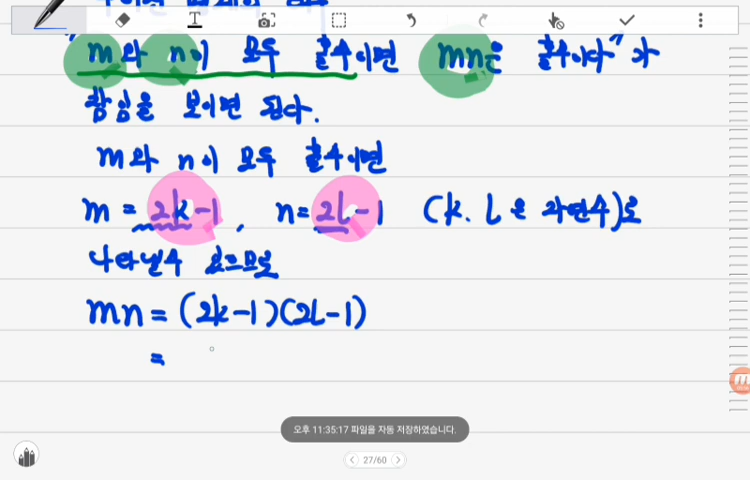 "m와 n이 모두 홀수이면 mn은 홀수이다"가
참임을 보이면 된다.
m와 n이 모두 홀수이면
m = 2k-1, n=2l-1 (k. l은 자연수)로
나타낼 수 있으므로
mn = (2k-1)(2l-1)
=
오후 11:35:17 파일을 자동 저장하였습니다.
27/60